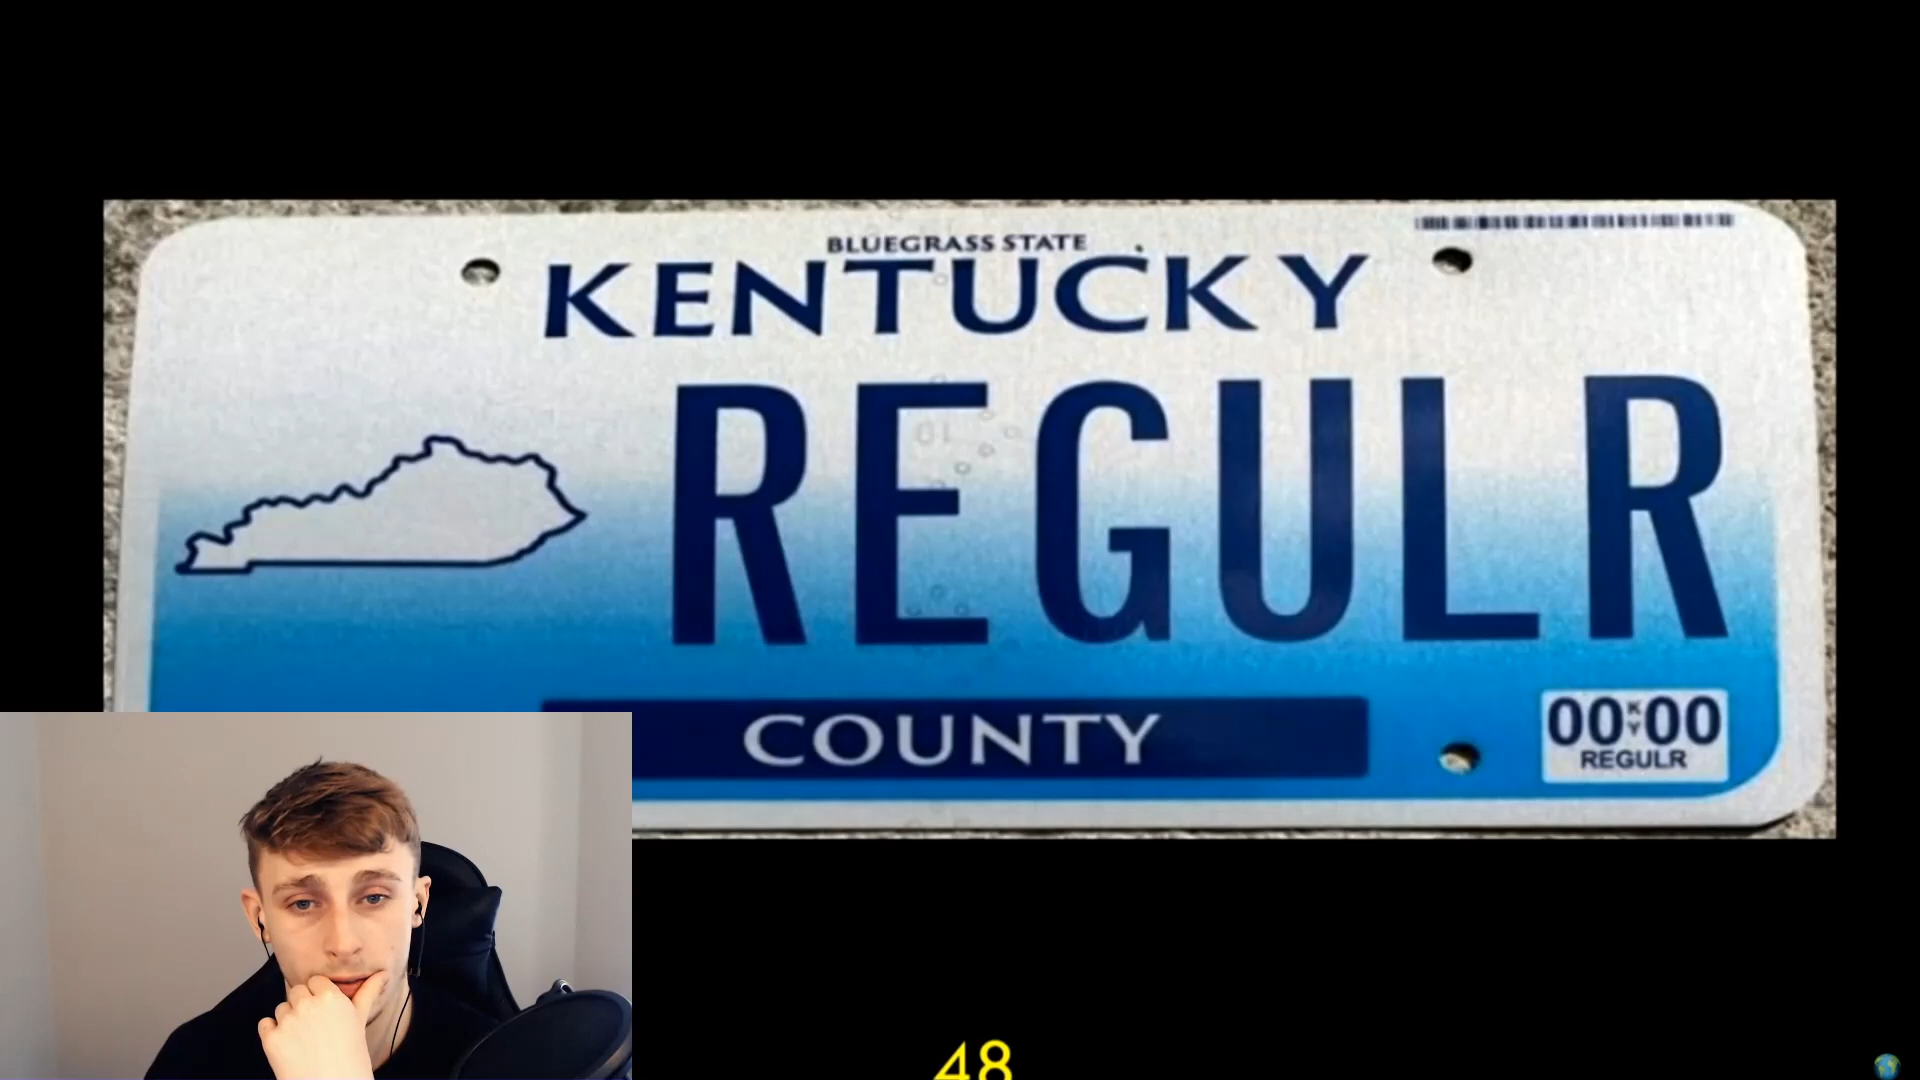 BLUEGRASS STATE
KENTUCKY
REGULR
COUNTY
00 KY 00
REGULR
48